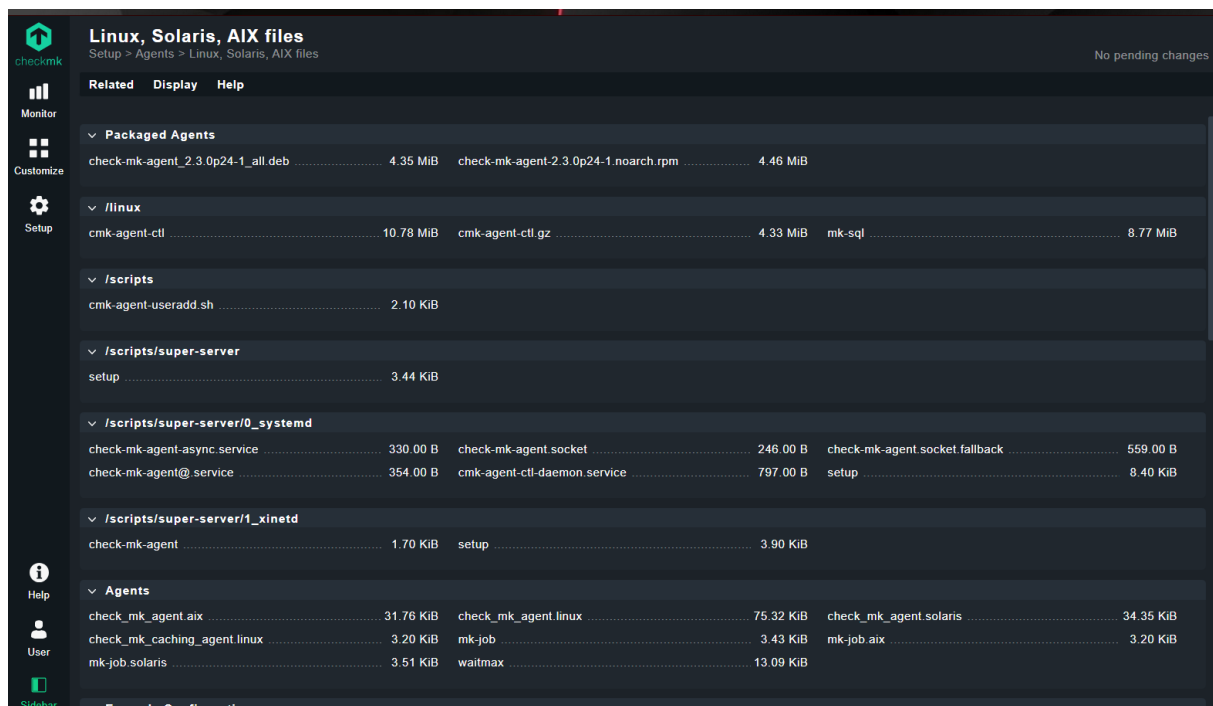 Linux, Solaris, AIX files
Setup > Agents > Linux, Solaris, AIX files
No pending changes
checkmk
Monitor
Customize
Setup
Related Display Help
Packaged Agents
check-mk-agent_2.3.0p24-1_all.deb 4.35 MiB check-mk-agent-2.3.0p24-1.noarch.rpm 4.46 MiB
/linux
cmk-agent-ctl 10.78 MiB cmk-agent-ctl.gz 4.33 MiB mk-sql 8.77 MiB
/scripts
cmk-agent-useradd.sh 2.10 KiB
/scripts/super-server
setup 3.44 KiB
/scripts/super-server/0_systemd
check-mk-agent-async.service 330.00 B check-mk-agent.socket 246.00 B check-mk-agent.socket.fallback 559.00 B
check-mk-agent@.service 354.00 B cmk-agent-ctl-daemon.service 797.00 B setup 8.40 KiB
/scripts/super-server/1_xinetd
check-mk-agent 1.70 KiB setup 3.90 KiB
Agents
check_mk_agent.aix 31.76 KiB check_mk_agent.linux 75.32 KiB check_mk_agent.solaris 34.35 KiB
check_mk_caching_agent.linux 3.20 KiB mk-job 3.43 KiB mk-job.aix 3.20 KiB
mk-job.solaris 3.51 KiB waitmax 13.09 KiB
Help
User
Sidebar